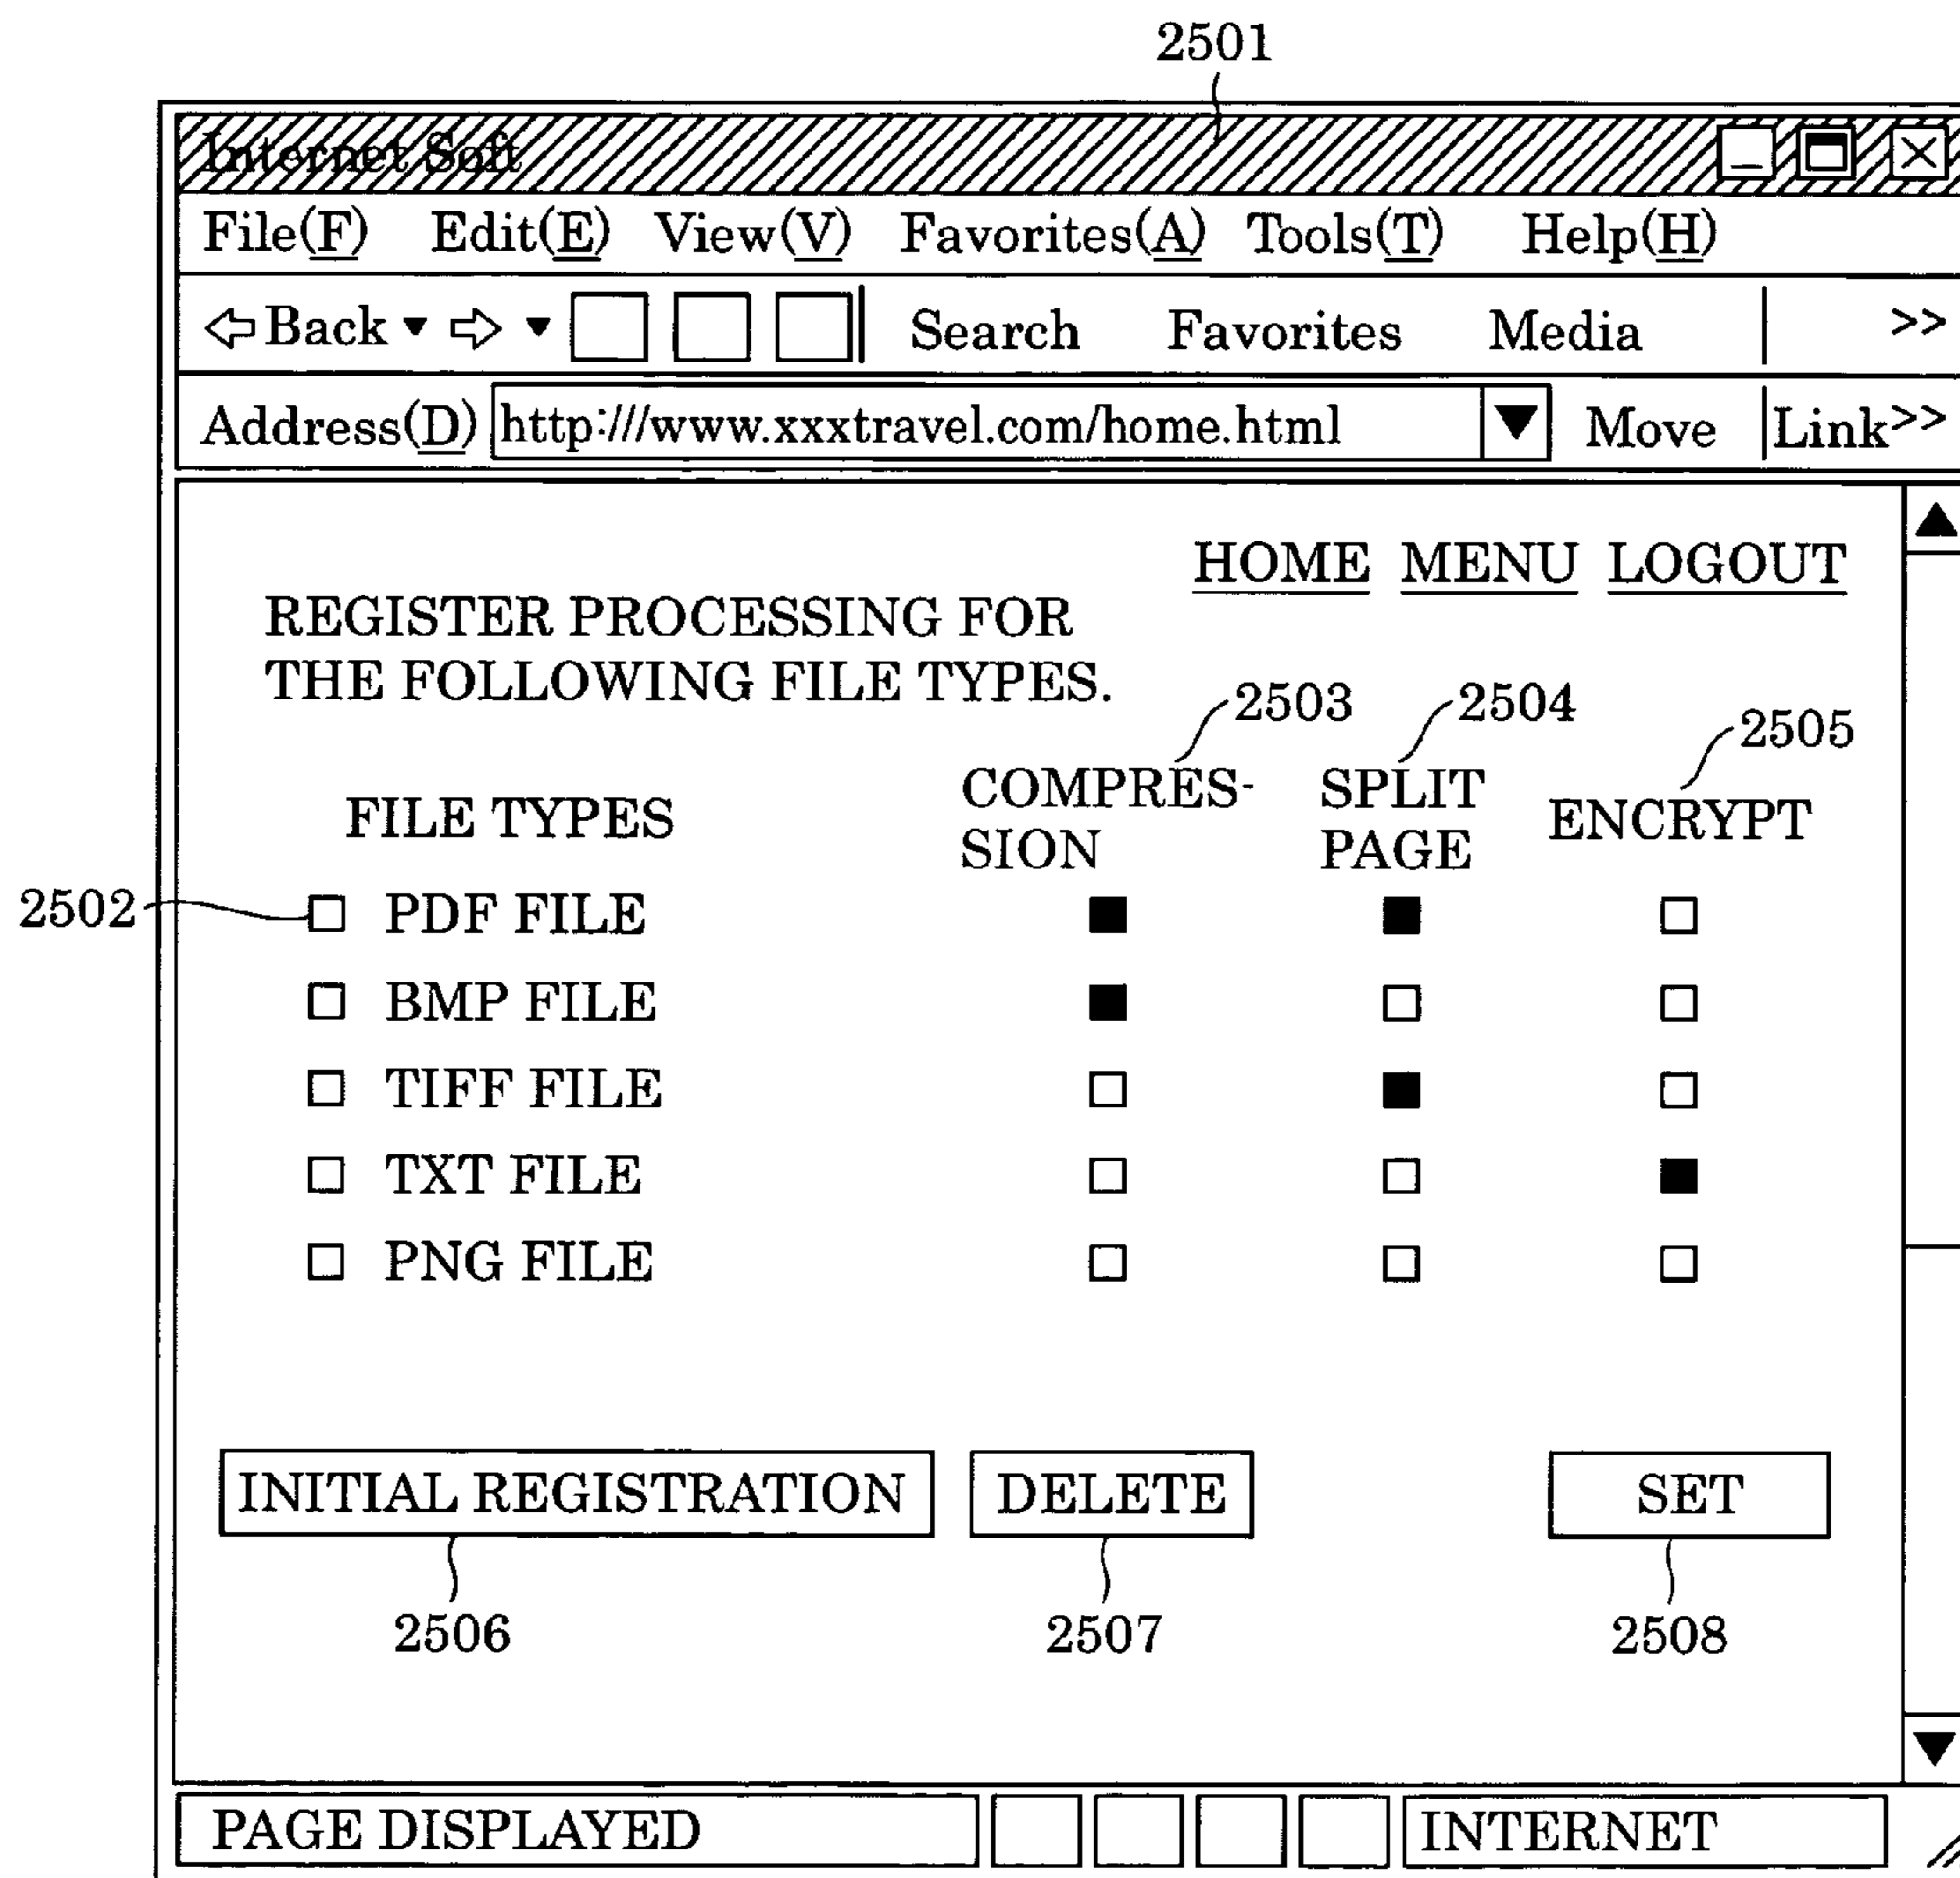 2501
Internet Soft
File(F) Edit(E) View(V) Favorites(A) Tools(T) Help(H)
Back Search Favorites Media >>
Address(D) http:///www.xxxtravel.com/home.html Move Link>>
HOME MENU LOGOUT
REGISTER PROCESSING FOR
THE FOLLOWING FILE TYPES.
2503 2504 2505
FILE TYPES
COMPRES-
SION
SPLIT
PAGE
ENCRYPT
2502
PDF FILE
BMP FILE
TIFF FILE
TXT FILE
PNG FILE
INITIAL REGISTRATION DELETE SET
2506 2507 2508
PAGE DISPLAYED INTERNET